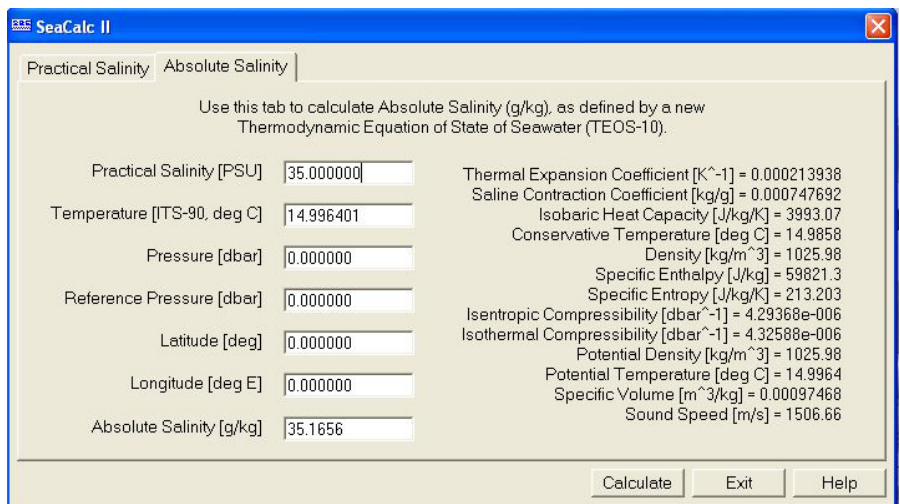 SeaCalc II
Practical Salinity
Absolute Salinity
Use this tab to calculate Absolute Salinity (g/kg), as defined by a new
Thermodynamic Equation of State of Seawater (TEOS-10).
Practical Salinity [PSU] 35.000000
Temperature [ITS-90, deg C] 14.996401
Pressure [dbar] 0.000000
Reference Pressure [dbar] 0.000000
Latitude [deg] 0.000000
Longitude [deg E] 0.000000
Absolute Salinity [g/kg] 35.1656
Thermal Expansion Coefficient [K^-1] = 0.000213938
Saline Contraction Coefficient [kg/g] = 0.000747692
Isobaric Heat Capacity [J/kg/K] = 3993.07
Conservative Temperature [deg C] = 14.9858
Density [kg/m^3] = 1025.98
Specific Enthalpy [J/kg] = 59821.3
Specific Entropy [J/kg/K] = 213.203
Isentropic Compressibility [dbar^-1] = 4.29368e-006
Isothermal Compressibility [dbar^-1] = 4.32588e-006
Potential Density [kg/m^3] = 1025.98
Potential Temperature [deg C] = 14.9964
Specific Volume [m^3/kg] = 0.00097468
Sound Speed [m/s] = 1506.66
Calculate
Exit
Help